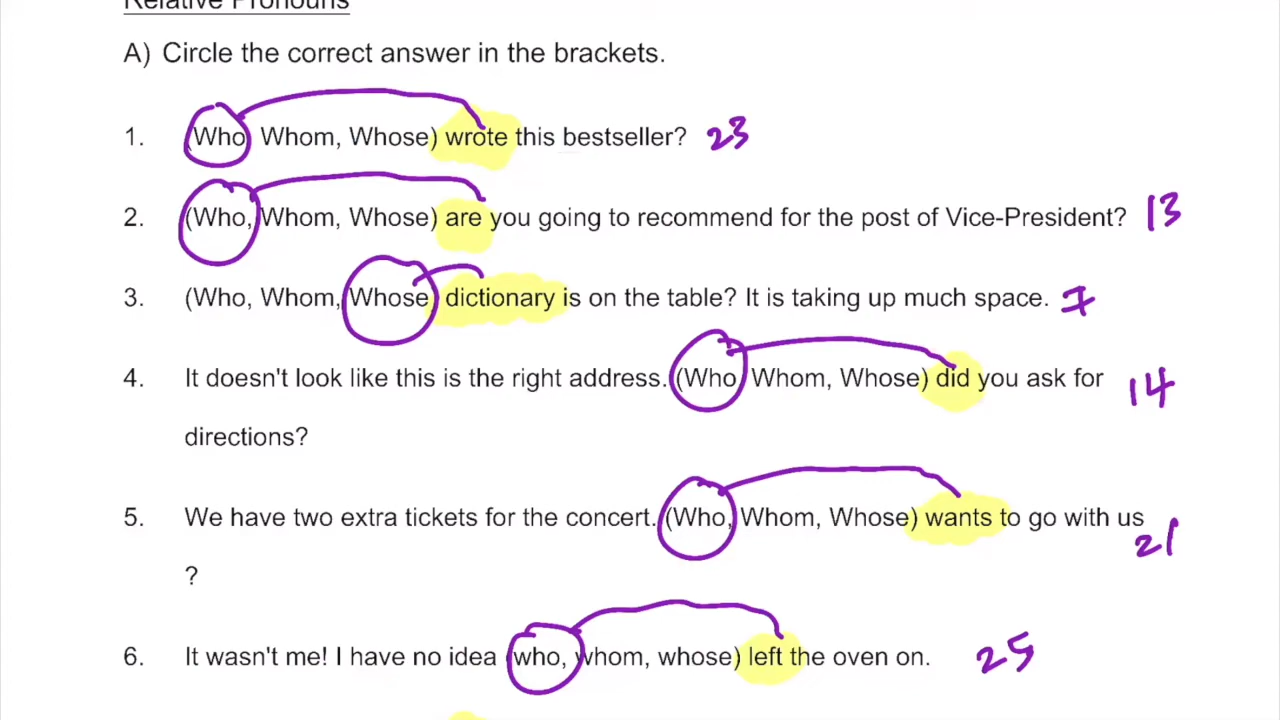 Relative Pronouns
A) Circle the correct answer in the brackets.
1. (Who, Whom, Whose) wrote this bestseller? 23
2. (Who, Whom, Whose) are you going to recommend for the post of Vice-President? 13
3. (Who, Whom, Whose) dictionary is on the table? It is taking up much space. 7
4. It doesn't look like this is the right address. (Who, Whom, Whose) did you ask for 14
directions?
5. We have two extra tickets for the concert. (Who, Whom, Whose) wants to go with us 21
?
6. It wasn't me! I have no idea (who, whom, whose) left the oven on. 25